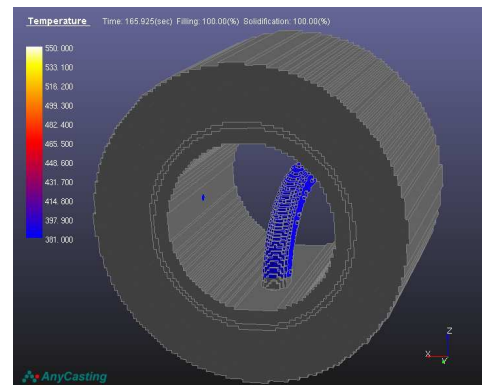 Temperature Time: 165.925(sec) Filling: 100.00(%) Solidification: 100.00(%)
550.000
533.100
516.200
499.300
482.400
465.500
448.600
431.700
414.800
397.900
381.000
Z
X
Y
AnyCasting